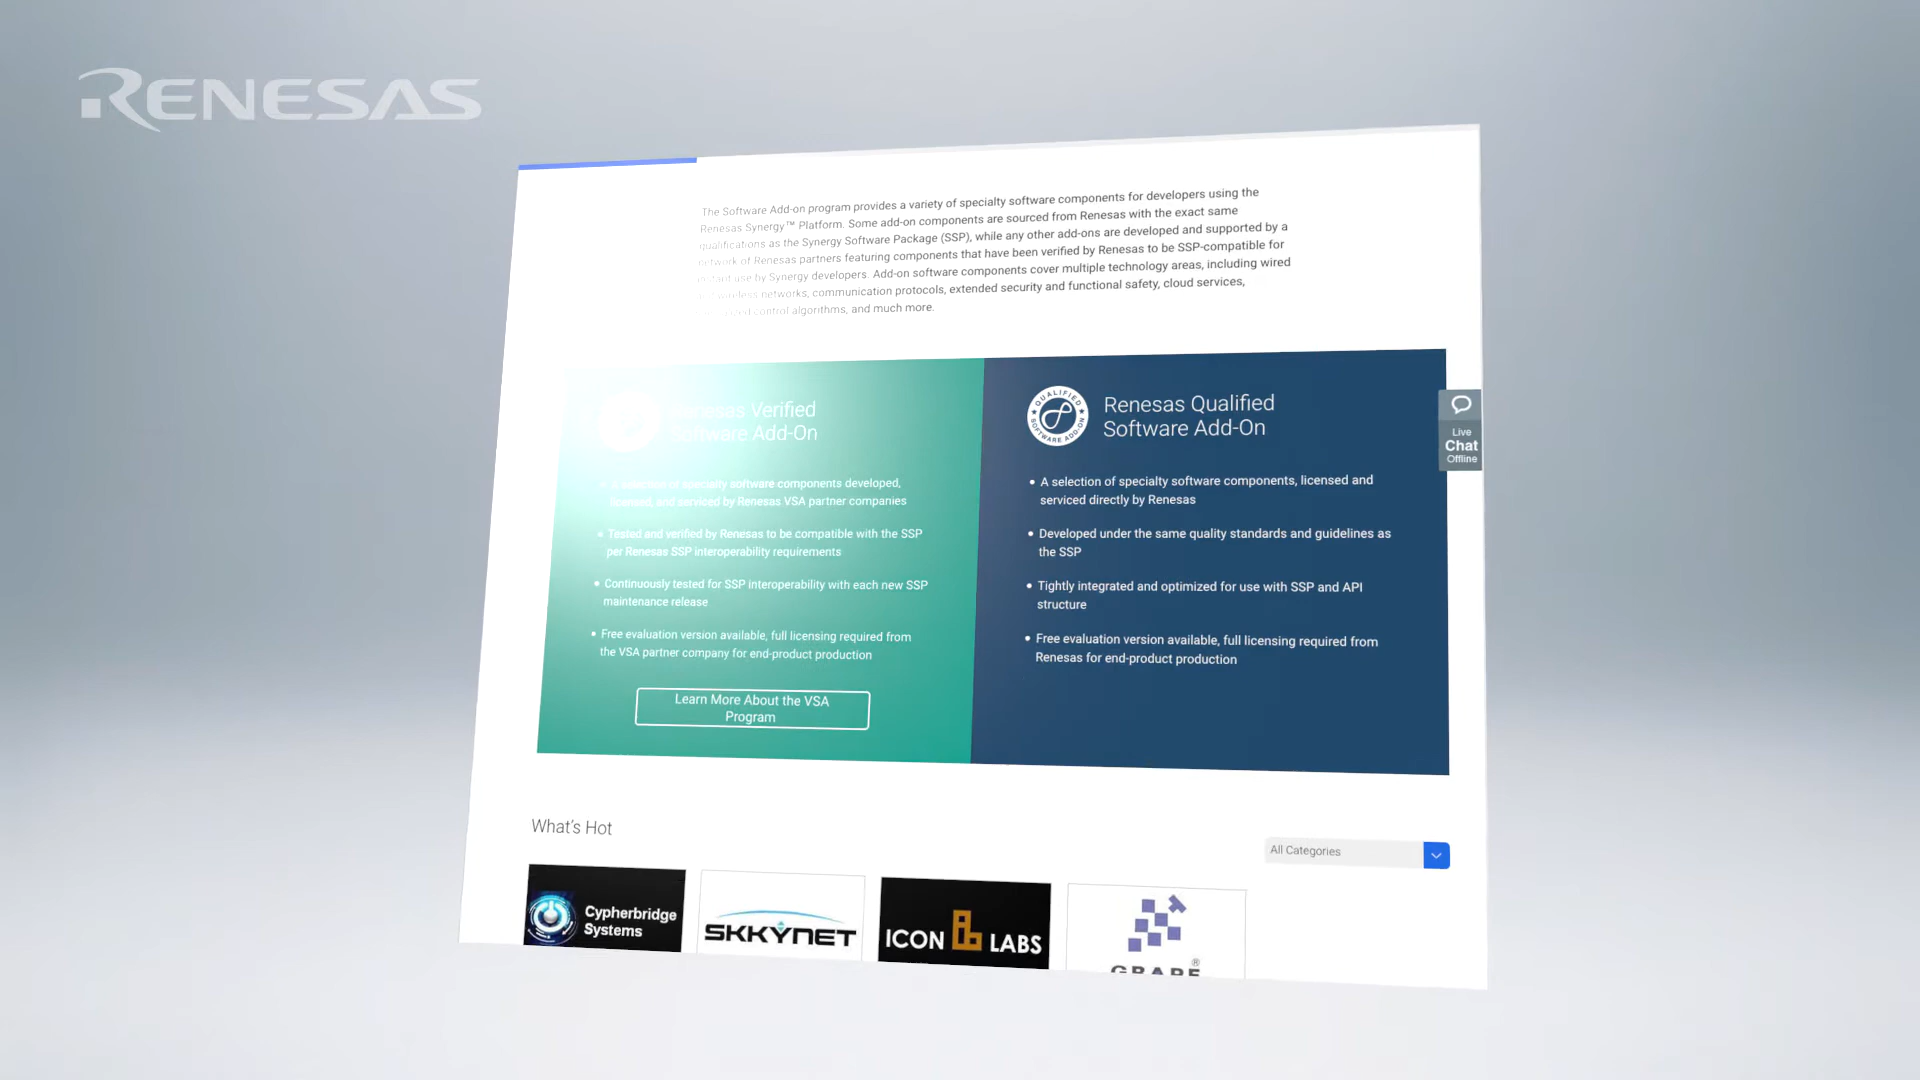 RENESAS
The Software Add-on program provides a variety of specialty software components for developers using the
Renesas Synergy™ Platform. Some add-on components are sourced from Renesas with the exact same
qualifications as the Synergy Software Package (SSP), while any other add-ons are developed and supported by a
network of Renesas partners featuring components that have been verified by Renesas to be SSP-compatible for
instant use by Synergy developers. Add-on software components cover multiple technology areas, including wired
wireless networks, communication protocols, extended security and functional safety, cloud services,
control algorithms, and much more.
Renesas Verified
Software Add-On
A selection of specialty software components developed,
licensed, and serviced by Renesas VSA partner companies
• Tested and verified by Renesas to be compatible with the SSP
per Renesas SSP interoperability requirements
• Continuously tested for SSP interoperability with each new SSP
maintenance release
• Free evaluation version available, full licensing required from
the VSA partner company for end-product production
Learn More About the VSA
Program
QUALIFIED
SOFTWARE ADD-ON
Renesas Qualified
Software Add-On
• A selection of specialty software components, licensed and
serviced directly by Renesas
• Developed under the same quality standards and guidelines as
the SSP
• Tightly integrated and optimized for use with SSP and API
structure
• Free evaluation version available, full licensing required from
Renesas for end-product production
Live
Chat
Offline
What's Hot
All Categories
Cypherbridge
Systems
SKKYNET
ICON LABS
GRAPE